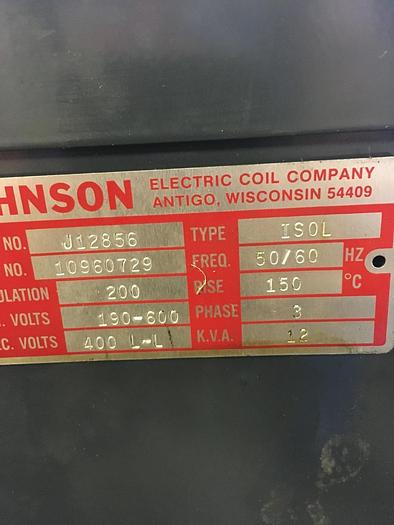 HNSON ELECTRIC COIL COMPANY
ANTIGO, WISCONSIN 54409
NO. J12856 TYPE ISOL
NO. 10960729 FREQ. 50/60 HZ
ULATION 200 RISE 150 °C
. VOLTS 190-600 PHASE 3
C. VOLTS 400 L-L K.V.A. 12